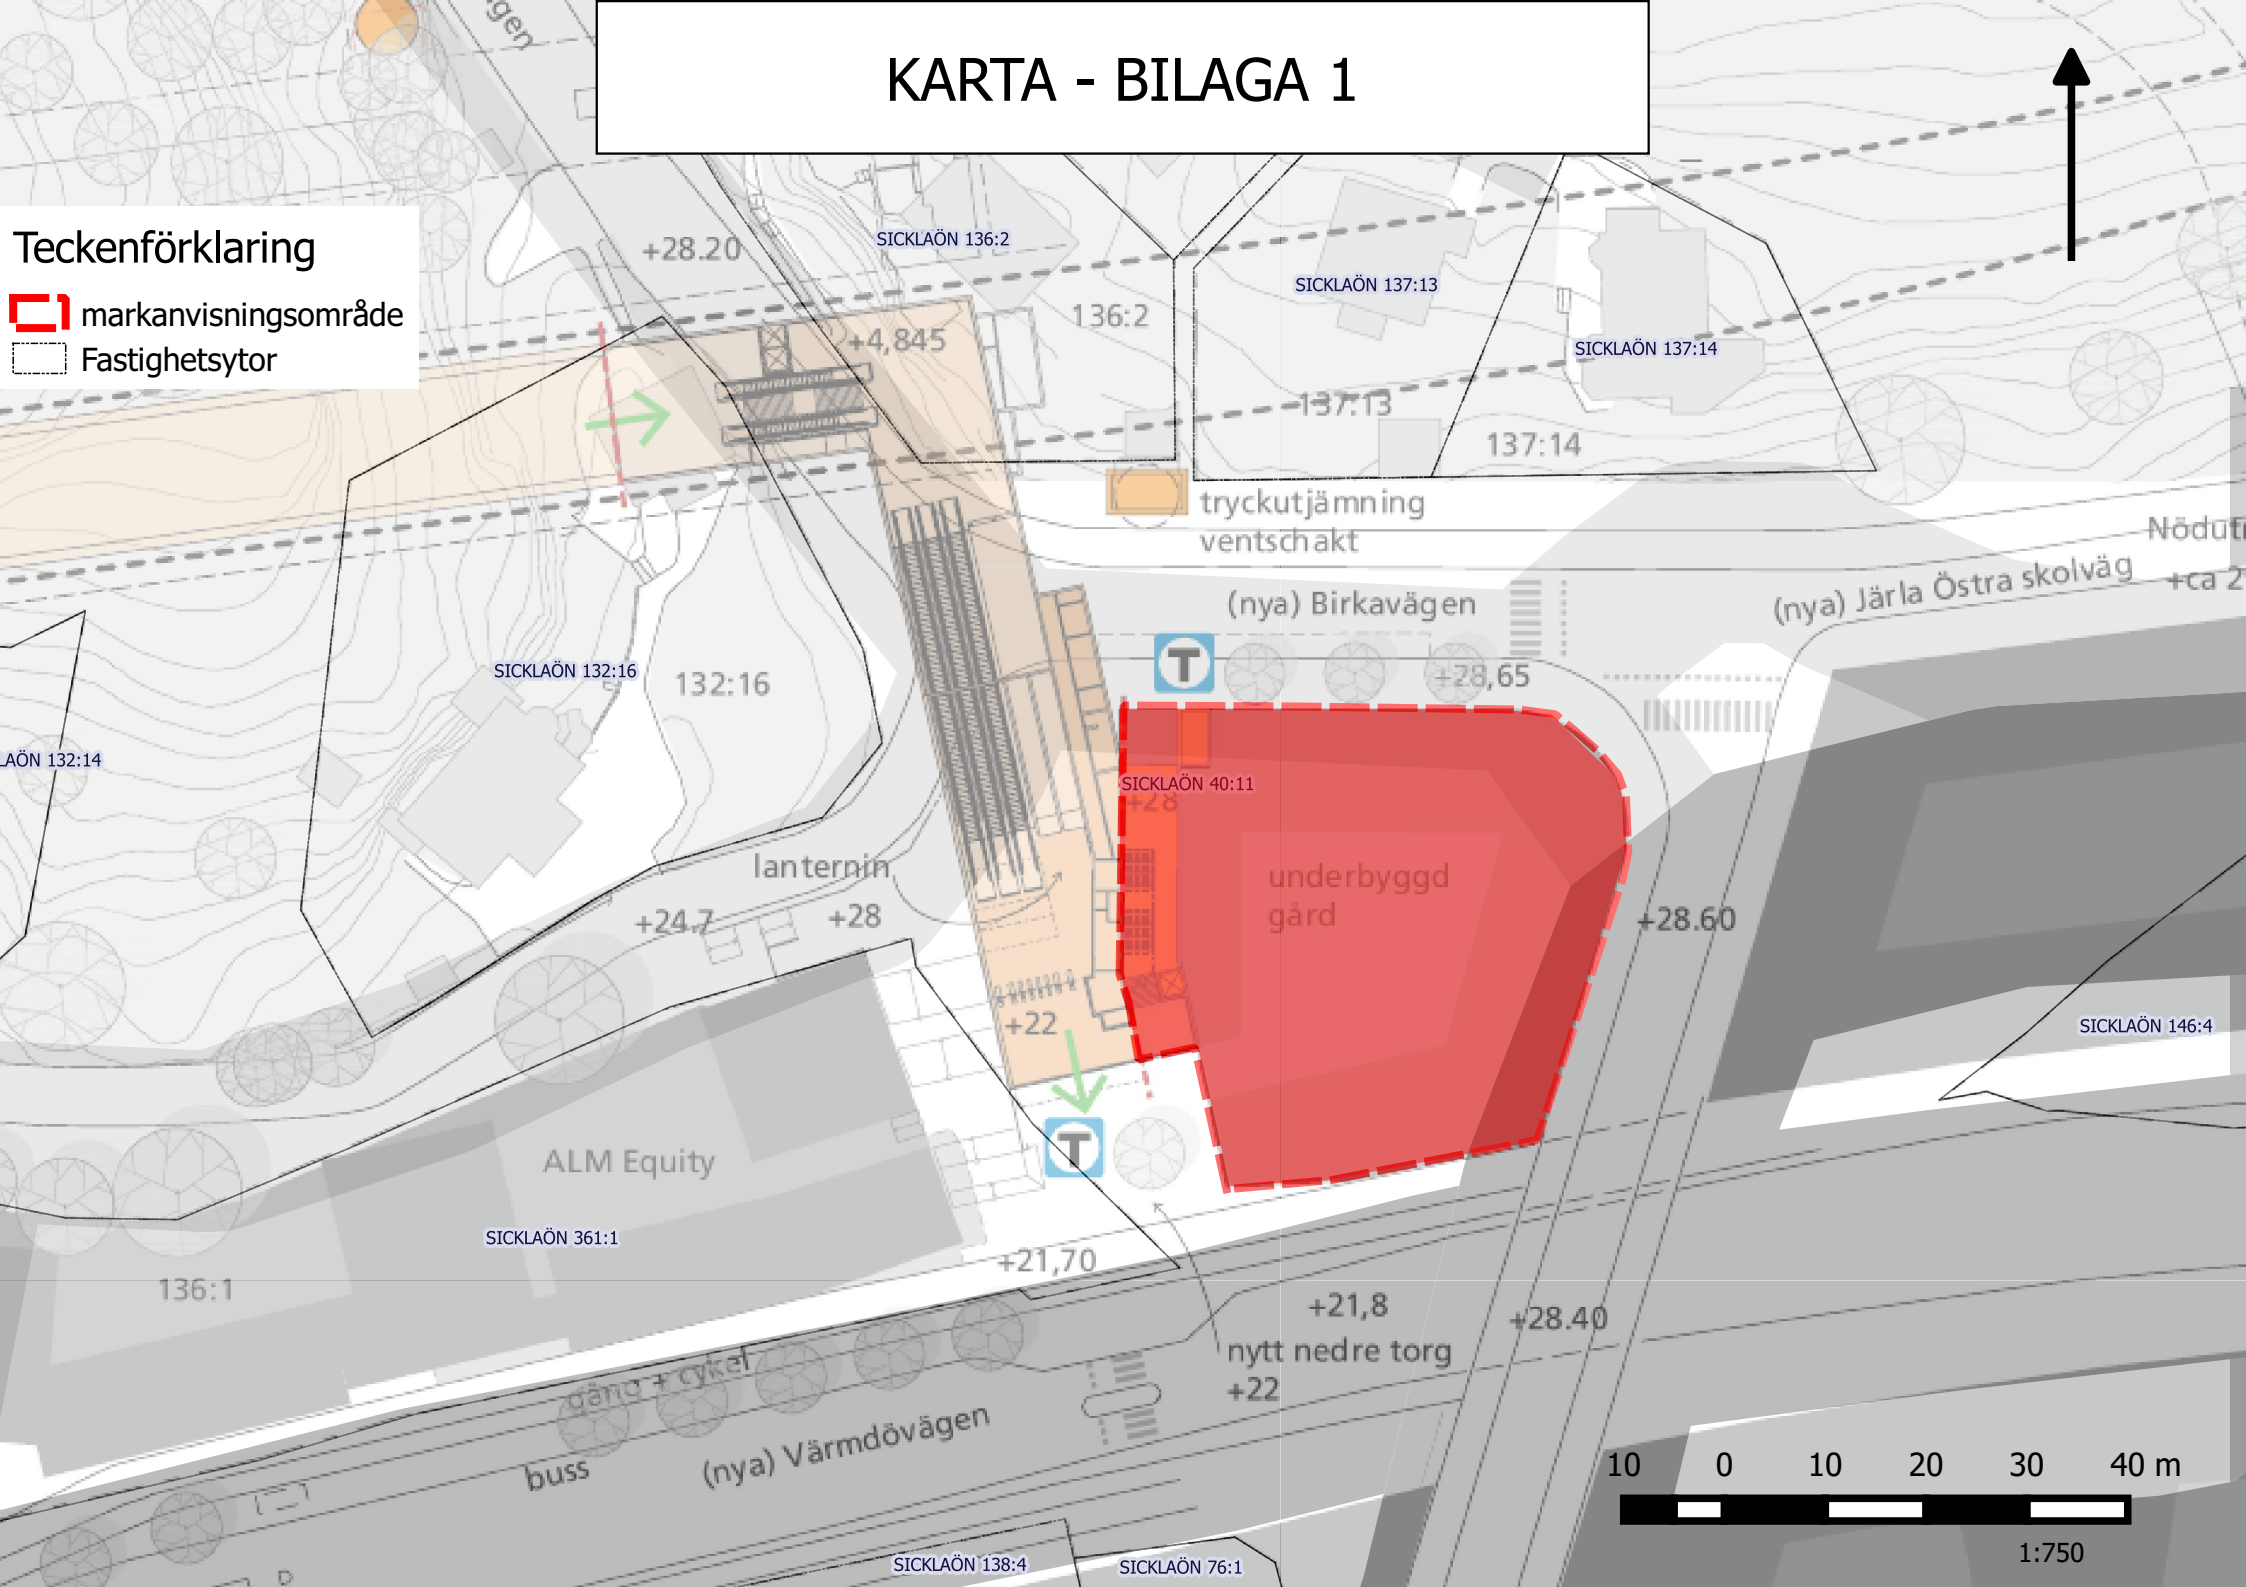 KARTA - BILAGA 1
Teckenförklaring
markanvisningsområde
Fastighetsytor
+28.20
SICKLAÖN 136:2
SICKLAÖN 137:13
136:2
+4,845
SICKLAÖN 137:14
137:13
137:14
tryckutjämning
ventschakt
(nya) Birkavägen
(nya) Järla Östra skolväg
+ca 2
T
+28,65
SICKLAÖN 132:16
132:16
LAÖN 132:14
SICKLAÖN 40:11
+28
lanternin
+24.7
+28
underbyggd
gård
+28.60
+22
SICKLAÖN 146:4
T
ALM Equity
SICKLAÖN 361:1
+21,70
136:1
+21,8
+28.40
nytt nedre torg
+22
gång + cykel
(nya) Värmdövägen
buss
10 0 10 20 30 40 m
1:750
SICKLAÖN 138:4
SICKLAÖN 76:1
P